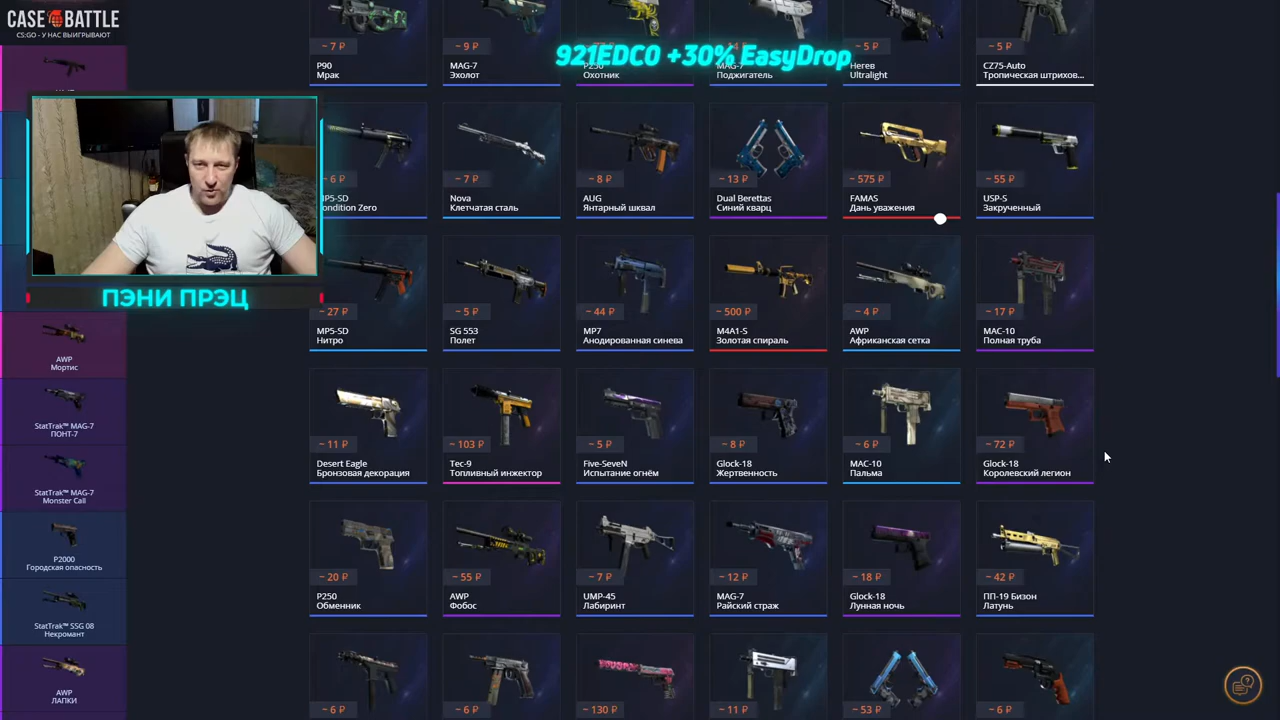 CASE BATTLE
CS:GO - У НАС ВЫИГРЫВАЮТ
921EDC0 +30% EasyDrop
~ 7 ₽
P90
Мрак
~ 9 ₽
MAG-7
Эхолот
P250
Охотник
MAG-7
Поджигатель
~ 5 ₽
Негев
Ultralight
~ 5 ₽
CZ75-Auto
Тропическая штрихов...
~ 6 ₽
MP5-SD
Condition Zero
~ 7 ₽
Nova
Клетчатая сталь
~ 8 ₽
AUG
Янтарный шквал
~ 13 ₽
Dual Berettas
Синий кварц
~ 575 ₽
FAMAS
Дань уважения
~ 55 ₽
USP-S
Закрученный
ПЭНИ ПРЭЦ
~ 27 ₽
MP5-SD
Нитро
~ 5 ₽
SG 553
Полет
~ 44 ₽
MP7
Анодированная синева
~ 500 ₽
M4A1-S
Золотая спираль
~ 4 ₽
AWP
Африканская сетка
~ 17 ₽
MAC-10
Полная труба
AWP
Мортис
~ 11 ₽
Desert Eagle
Бронзовая декорация
~ 103 ₽
Tec-9
Топливный инжектор
~ 5 ₽
Five-SeveN
Испытание огнём
~ 8 ₽
Glock-18
Жертвенность
~ 6 ₽
MAC-10
Пальма
~ 72 ₽
Glock-18
Королевский легион
StatTrak™ MAG-7
ПОНТ-7
StatTrak™ MAG-7
Monster Call
~ 20 ₽
P250
Обменник
~ 55 ₽
AWP
Фобос
~ 7 ₽
UMP-45
Лабиринт
~ 12 ₽
MAG-7
Райский страж
~ 18 ₽
Glock-18
Лунная ночь
~ 42 ₽
ПП-19 Бизон
Латунь
P2000
Городская опасность
StatTrak™ SSG 08
Некромант
AWP
ЛАПКИ
~ 6 ₽
~ 6 ₽
~ 130 ₽
~ 11 ₽
~ 53 ₽
~ 6 ₽